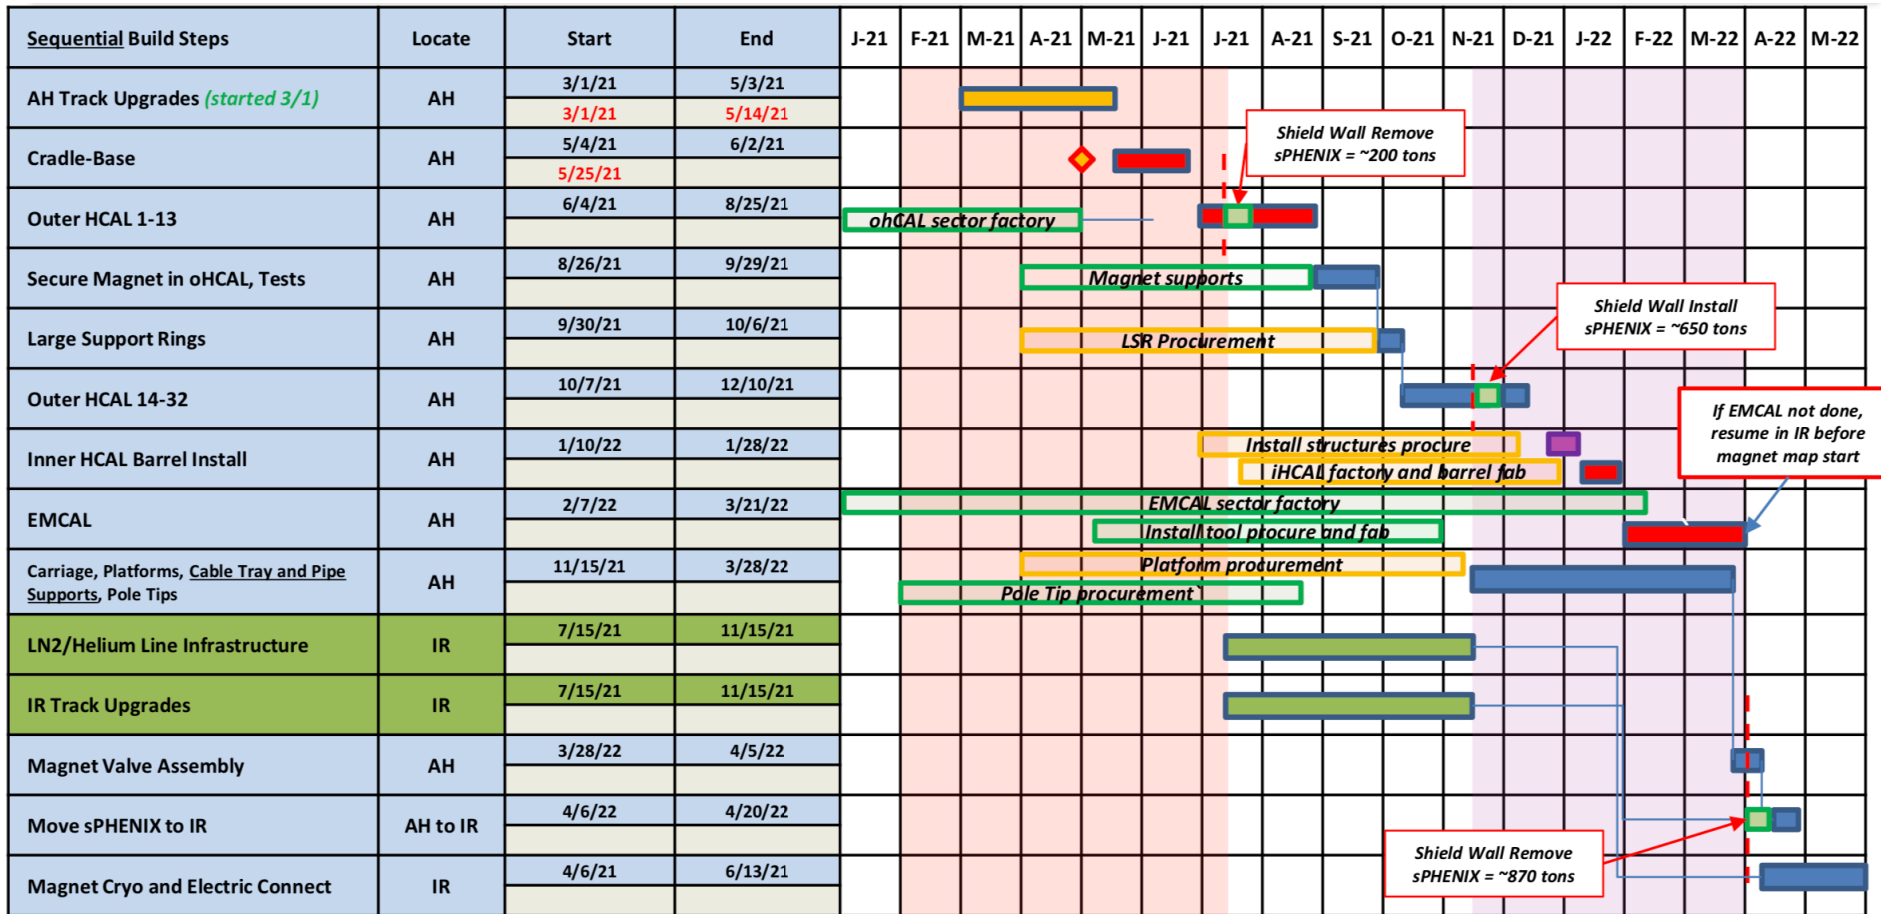 Sequential Build Steps Locate Start End J-21 F-21 M-21 A-21 M-21 J-21 J-21 A-21 S-21 O-21 N-21 D-21 J-22 F-22 M-22 A-22 M-22
AH Track Upgrades (started 3/1) AH 3/1/21 5/3/21
3/1/21 5/14/21
Shield Wall Remove
sPHENIX = ~200 tons
Cradle-Base AH 5/4/21 6/2/21
5/25/21
Outer HCAL 1-13 AH 6/4/21 8/25/21
ohCAL sector factory
Secure Magnet in oHCAL, Tests AH 8/26/21 9/29/21
Magnet supports
Shield Wall Install
sPHENIX = ~650 tons
Large Support Rings AH 9/30/21 10/6/21
LSR Procurement
Outer HCAL 14-32 AH 10/7/21 12/10/21
If EMCAL not done,
resume in IR before
magnet map start
Inner HCAL Barrel Install AH 1/10/22 1/28/22
Install structures procure
iHCAL factory and barrel fab
EMCAL AH 2/7/22 3/21/22
EMCAL sector factory
Install tool procure and fab
Carriage, Platforms, Cable Tray and Pipe
Supports, Pole Tips AH 11/15/21 3/28/22
Platform procurement
Pole Tip procurement
LN2/Helium Line Infrastructure IR 7/15/21 11/15/21
IR Track Upgrades IR 7/15/21 11/15/21
Magnet Valve Assembly AH 3/28/22 4/5/22
Move sPHENIX to IR AH to IR 4/6/22 4/20/22
Shield Wall Remove
sPHENIX = ~870 tons
Magnet Cryo and Electric Connect IR 4/6/21 6/13/21